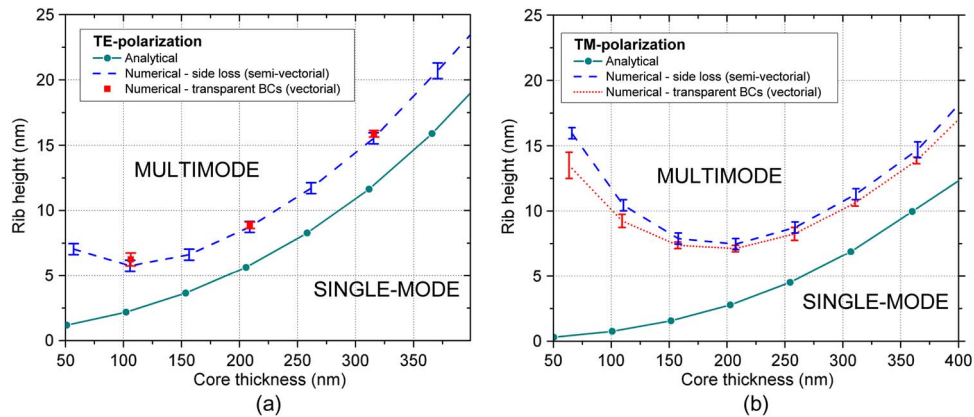 TE-polarization
Analytical
Numerical - side loss (semi-vectorial)
Numerical - transparent BCs (vectorial)
MULTIMODE
SINGLE-MODE
Rib height (nm)
25
20
15
10
5
0
50 100 150 200 250 300 350
Core thickness (nm)
(a)
TM-polarization
Analytical
Numerical - side loss (semi-vectorial)
Numerical - transparent BCs (vectorial)
MULTIMODE
SINGLE-MODE
Rib height (nm)
25
20
15
10
5
0
50 100 150 200 250 300 350 400
Core thickness (nm)
(b)